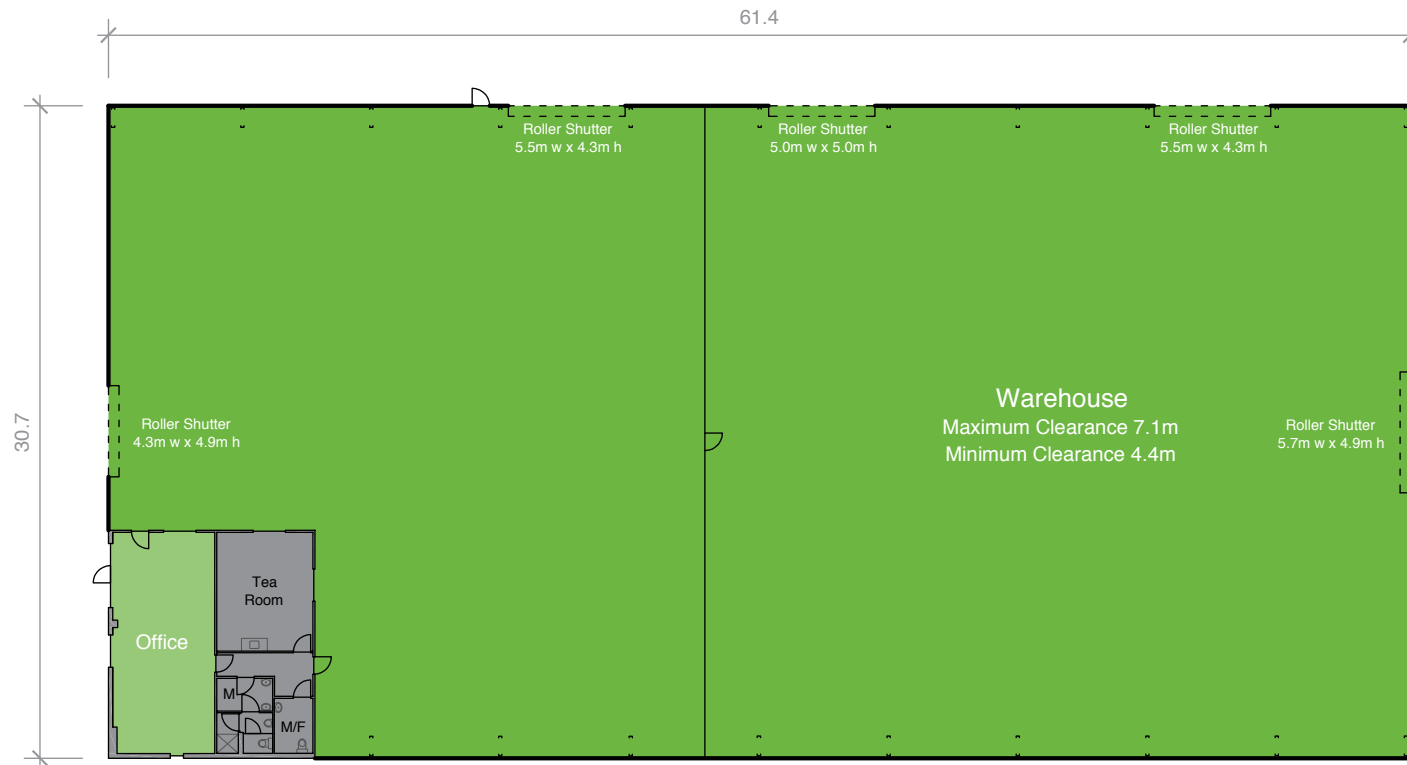 61.4
Roller Shutter
5.5m w x 4.3m h
Roller Shutter
5.0m w x 5.0m h
Roller Shutter
5.5m w x 4.3m h
30.7
Roller Shutter
4.3m w x 4.9m h
Warehouse
Maximum Clearance 7.1m
Minimum Clearance 4.4m
Roller Shutter
5.7m w x 4.9m h
Tea
Room
Office
M
M/F